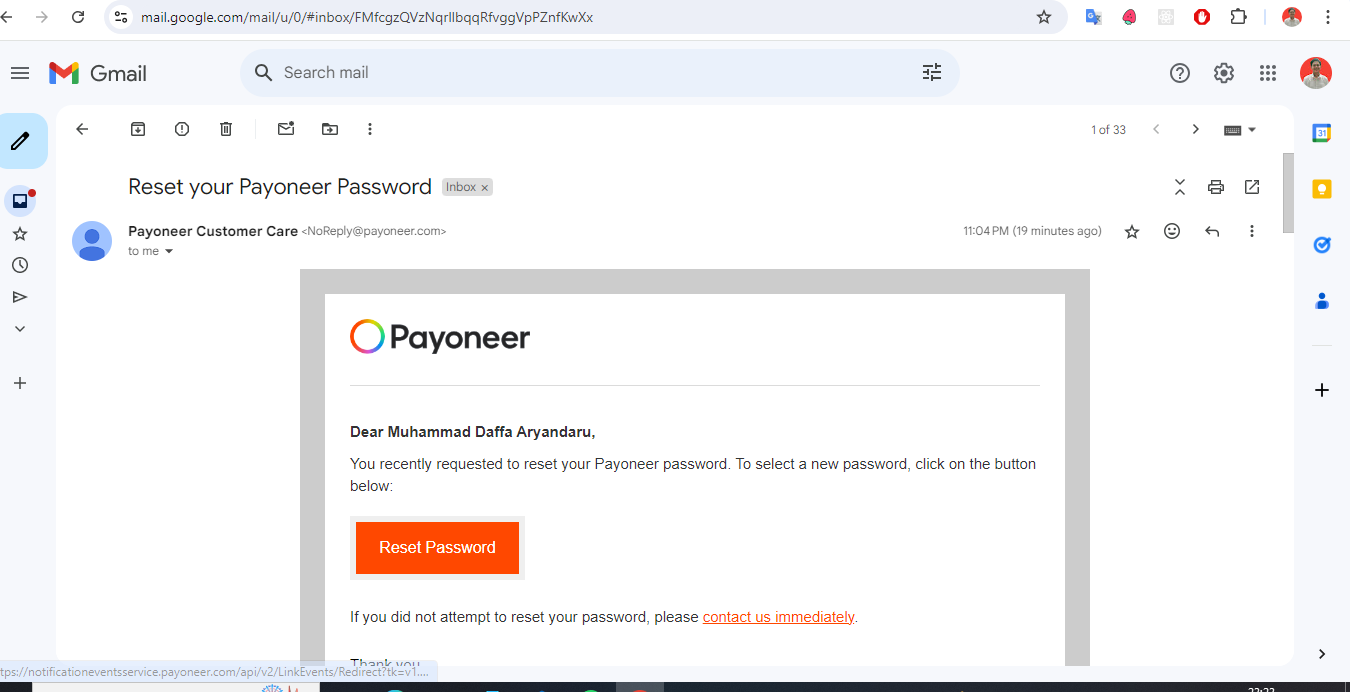 mail.google.com/mail/u/0/#inbox/FMfcgzQVzNqrllbqqRfvggVpPZnfKwXx
Gmail
Search mail
1 of 33
31
Reset your Payoneer Password
Inbox ×
Payoneer Customer Care <NoReply@payoneer.com>
11:04 PM (19 minutes ago)
to me
Payoneer
Dear Muhammad Daffa Aryandaru,
You recently requested to reset your Payoneer password. To select a new password, click on the button
below:
Reset Password
If you did not attempt to reset your password, please contact us immediately.
Thank you
tps://notificationeventsservice.payoneer.com/api/v2/LinkEvents/Redirect?tk=v1....